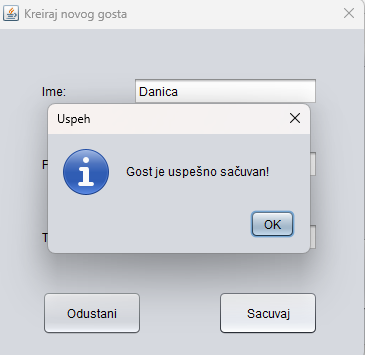 Kreiraj novog gosta
Ime:
Danica
Uspeh
Gost je uspešno sačuvan!
OK
Odustani
Sacuvaj